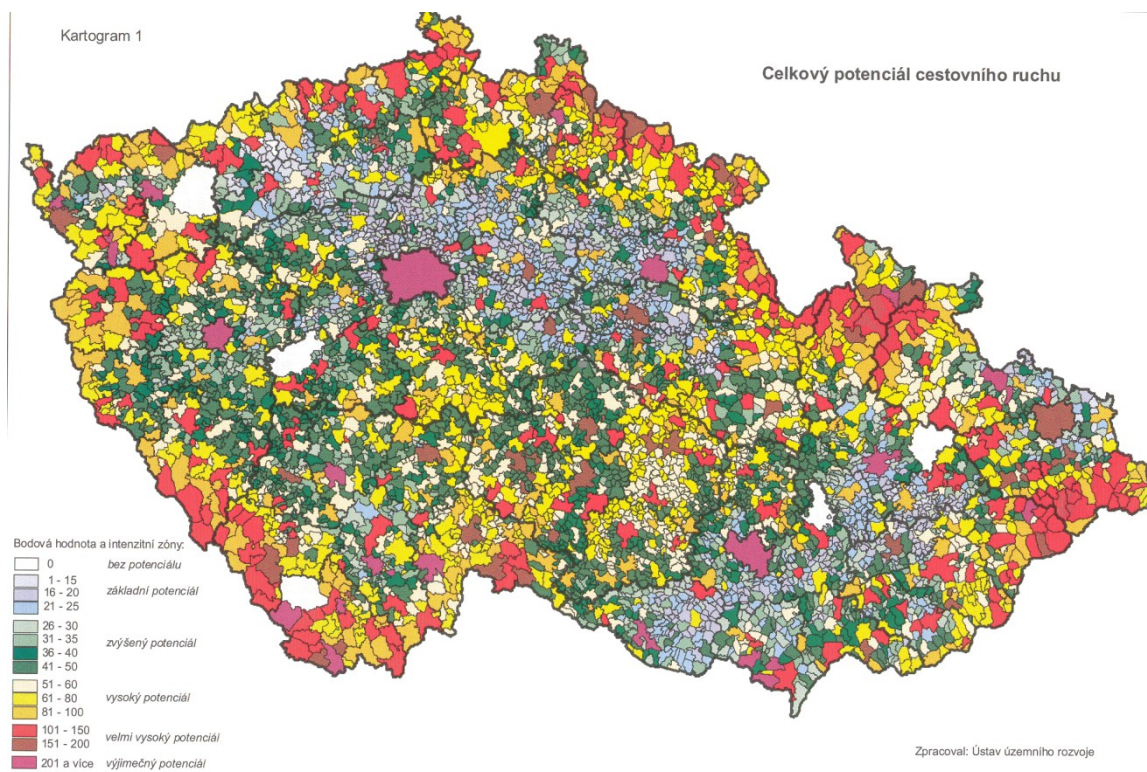 Kartogram 1
Celkový potenciál cestovního ruchu
Bodová hodnota a intenzitní zóny:
0 bez potenciálu
1 - 15
16 - 20 základní potenciál
21 - 25
26 - 30
31 - 35 zvýšený potenciál
36 - 40
41 - 50
51 - 60
61 - 80 vysoký potenciál
81 - 100
101 - 150 velmi vysoký potenciál
151 - 200
201 a více výjimečný potenciál
Zpracoval: Ústav územního rozvoje